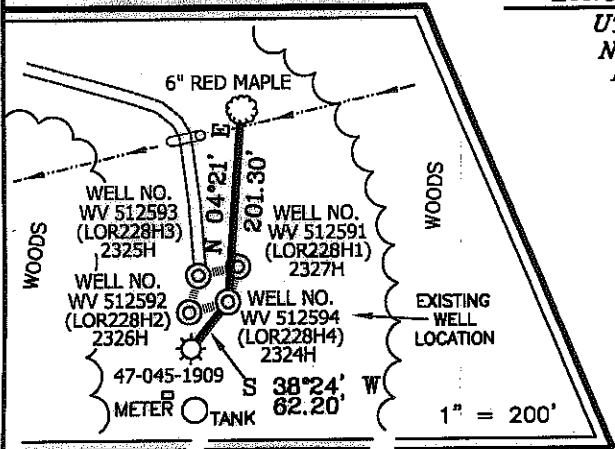 6" RED MAPLE
N 04°21' E
201.30'
WELL NO.
WV 512593
(LOR228H3)
2325H
WELL NO.
WV 512591
(LOR228H1)
2327H
WOODS
WOODS
WELL NO.
WV 512592
(LOR228H2)
2326H
WELL NO.
WV 512594
(LOR228H4)
2324H
EXISTING
WELL
LOCATION
47-045-1909
S 38°24' W
62.20'
METER
TANK
1" = 200'